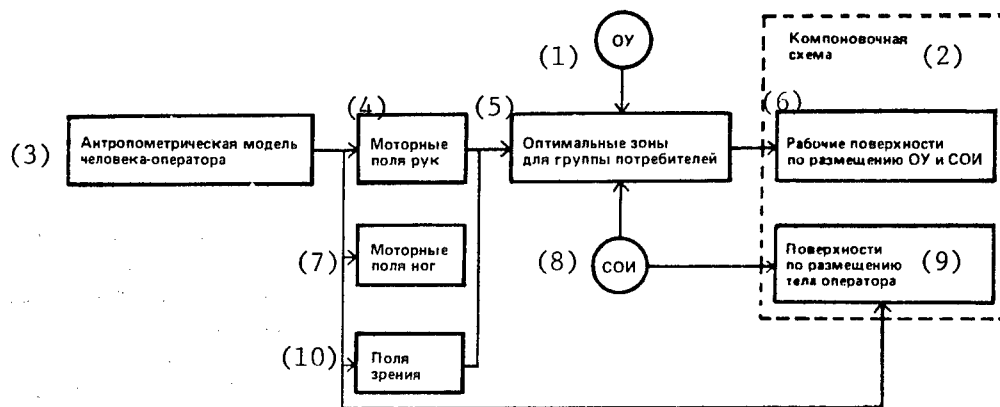 ОУ
(1)
Компоновочная
схема
(2)
(3)
Антропометрическая модель
человека-оператора
(4)
Моторные
поля рук
(5)
Оптимальные зоны
для группы потребителей
(6)
Рабочие поверхности
по размещению ОУ и СОИ
(7)
Моторные
поля ног
(8)
СОИ
Поверхности
по размещению
тела оператора
(9)
(10)
Поля
зрения